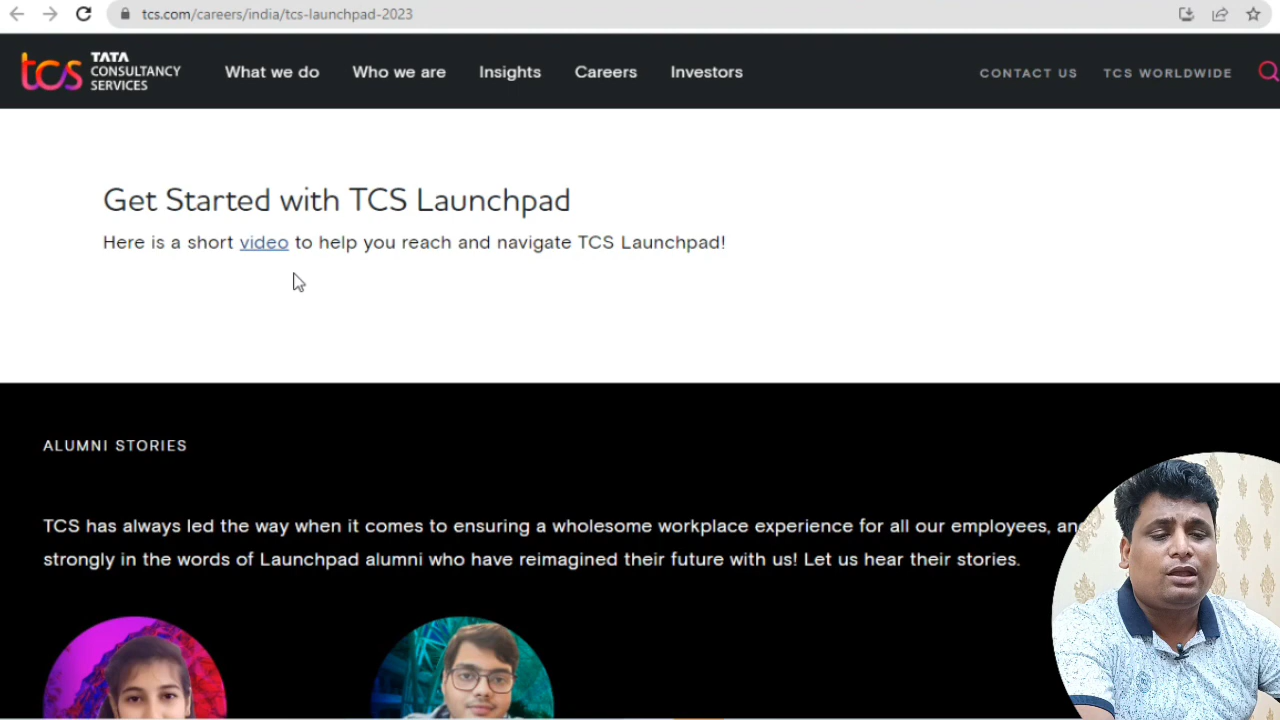 tcs.com/careers/india/tcs-launchpad-2023
tcs TATA CONSULTANCY SERVICES
What we do Who we are Insights Careers Investors CONTACT US TCS WORLDWIDE
Get Started with TCS Launchpad
Here is a short video to help you reach and navigate TCS Launchpad!
ALUMNI STORIES
TCS has always led the way when it comes to ensuring a wholesome workplace experience for all our employees,
strongly in the words of Launchpad alumni who have reimagined their future with us! Let us hear their stories.